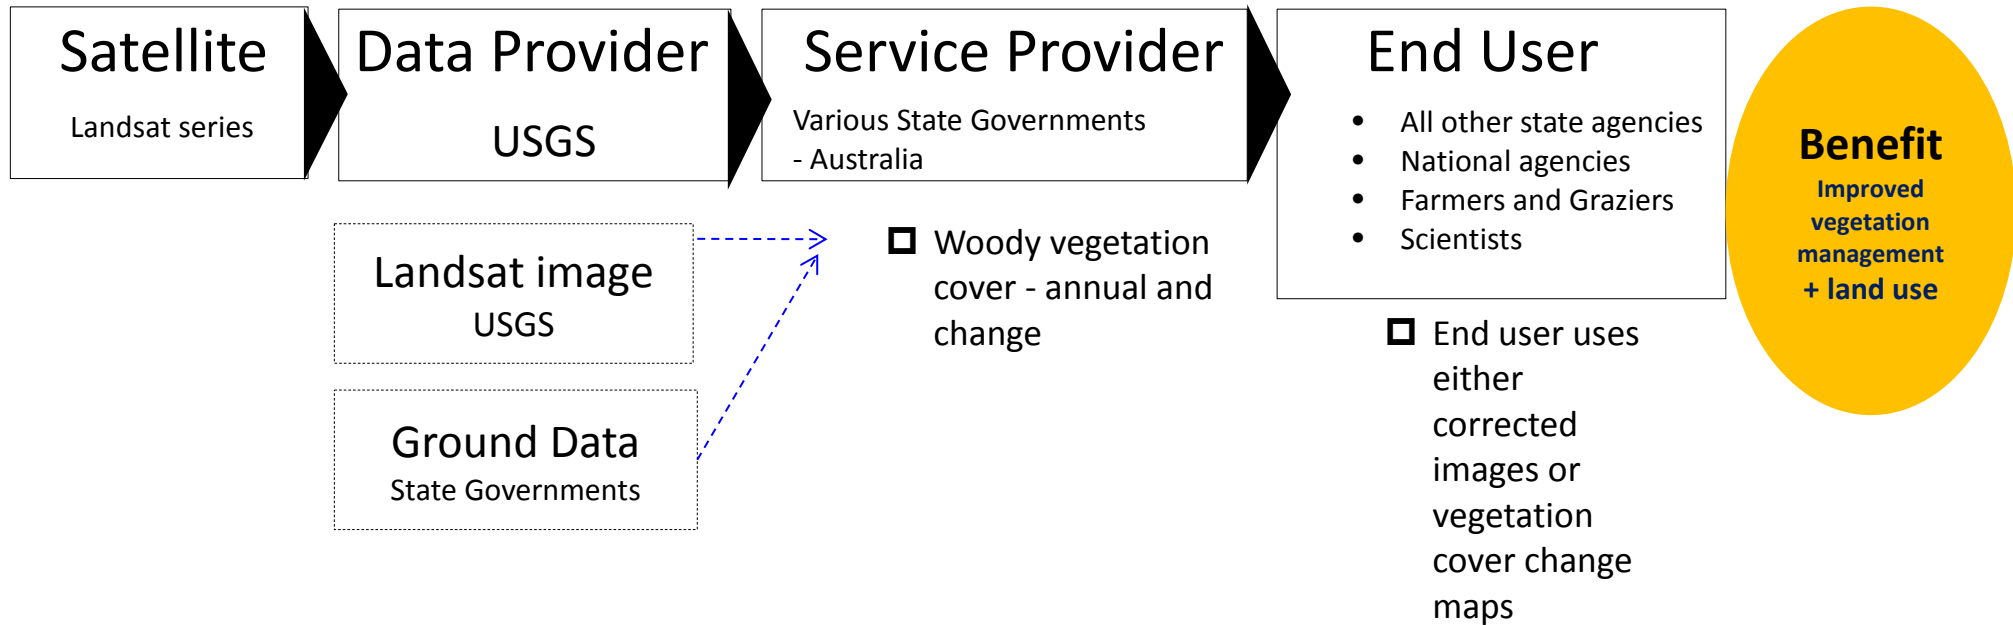 Satellite
Landsat series
Data Provider
USGS
Service Provider
Various State Governments
- Australia
End User
• All other state agencies
• National agencies
• Farmers and Graziers
• Scientists
Benefit
Improved
vegetation
management
+ land use
Landsat image
USGS
Ground Data
State Governments
Woody vegetation
cover - annual and
change
End user uses
either
corrected
images or
vegetation
cover change
maps